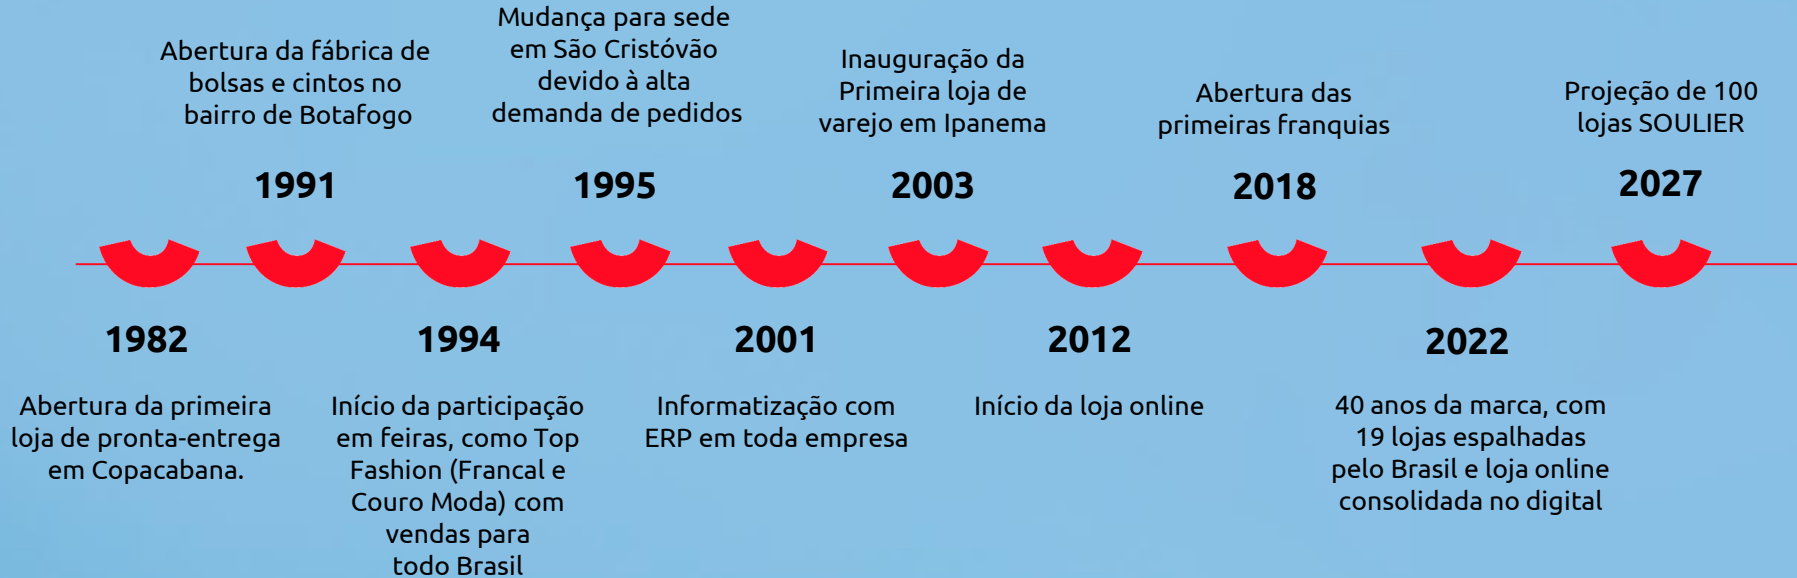 Abertura da fábrica de
bolsas e cintos no
bairro de Botafogo
1991
Mudança para sede
em São Cristóvão
devido à alta
demanda de pedidos
1995
Inauguração da
Primeira loja de
varejo em Ipanema
2003
Abertura das
primeiras franquias
2018
Projeção de 100
lojas SOULIER
2027
1982
Abertura da primeira
loja de pronta-entrega
em Copacabana.
1994
Início da participação
em feiras, como Top
Fashion (Francal e
Couro Moda) com
vendas para
todo Brasil
2001
Informatização com
ERP em toda empresa
2012
Início da loja online
2022
40 anos da marca, com
19 lojas espalhadas
pelo Brasil e loja online
consolidada no digital